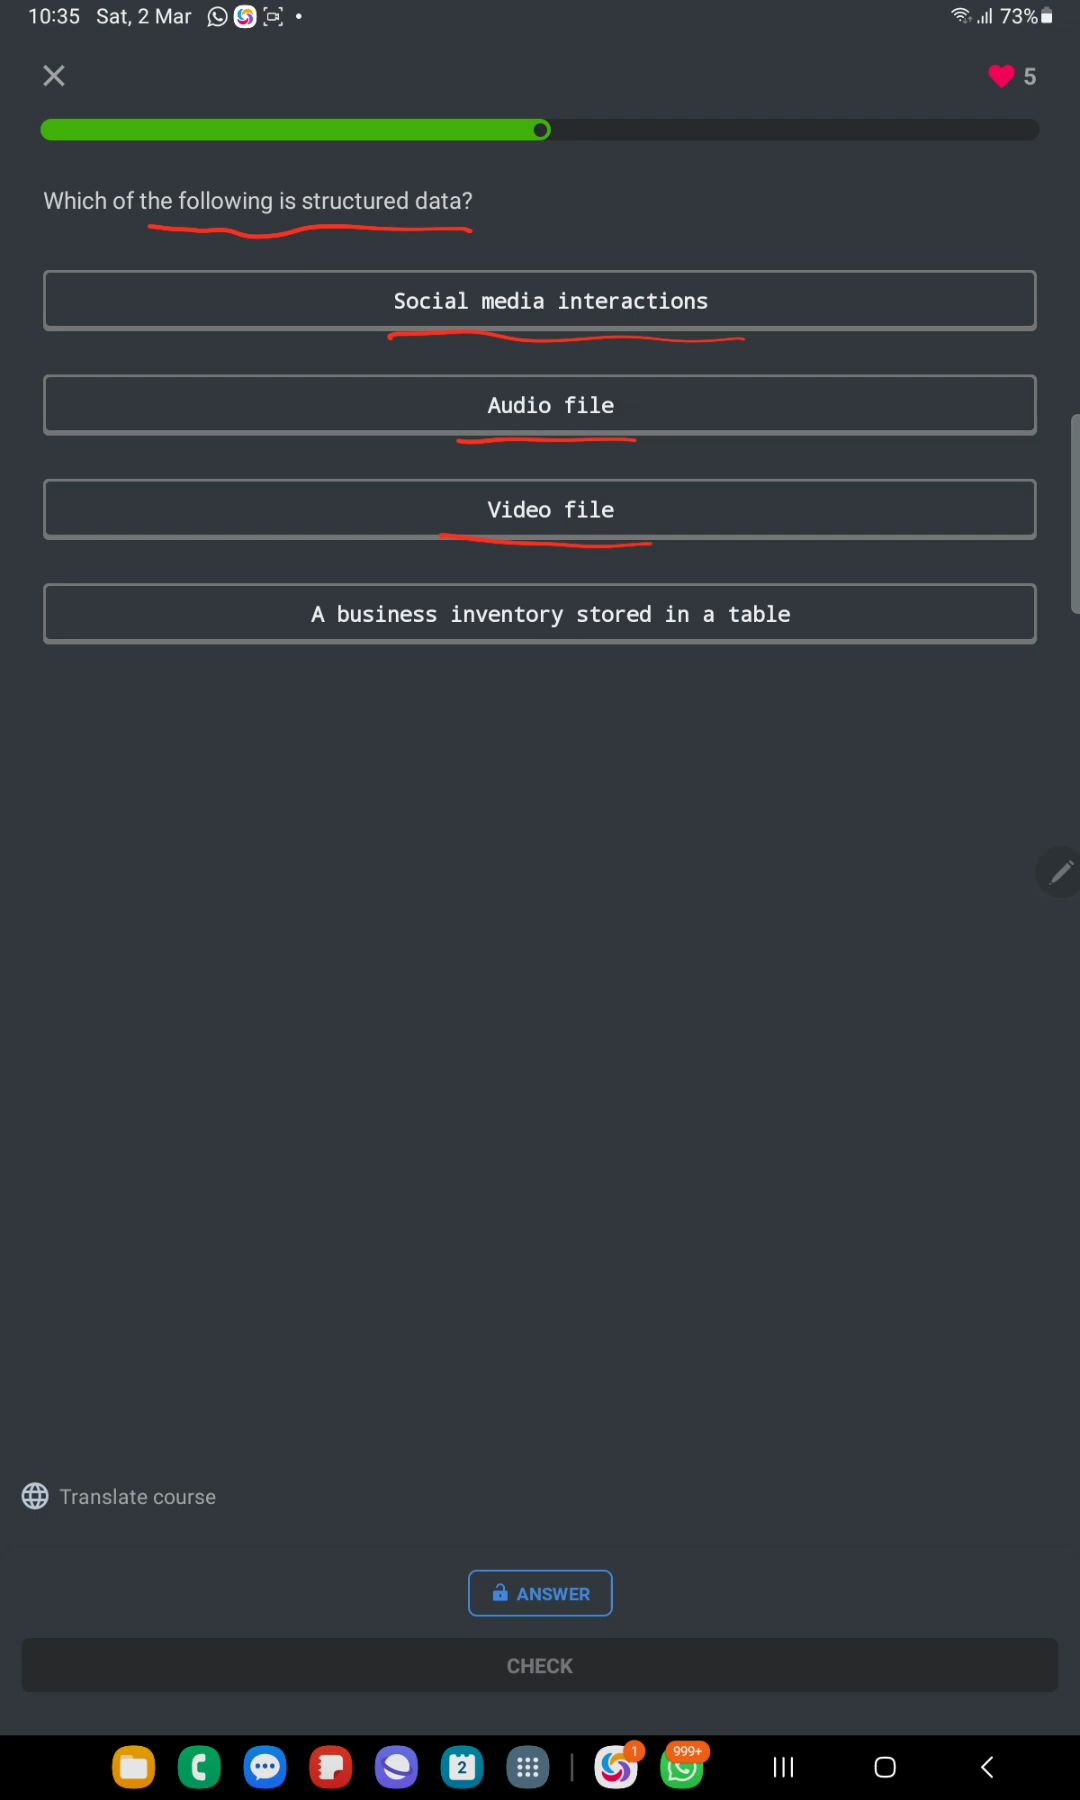 10:35 Sat, 2 Mar 73%
5
Which of the following is structured data?
Social media interactions
Audio file
Video file
A business inventory stored in a table
Translate course
ANSWER
CHECK
2
1
999+